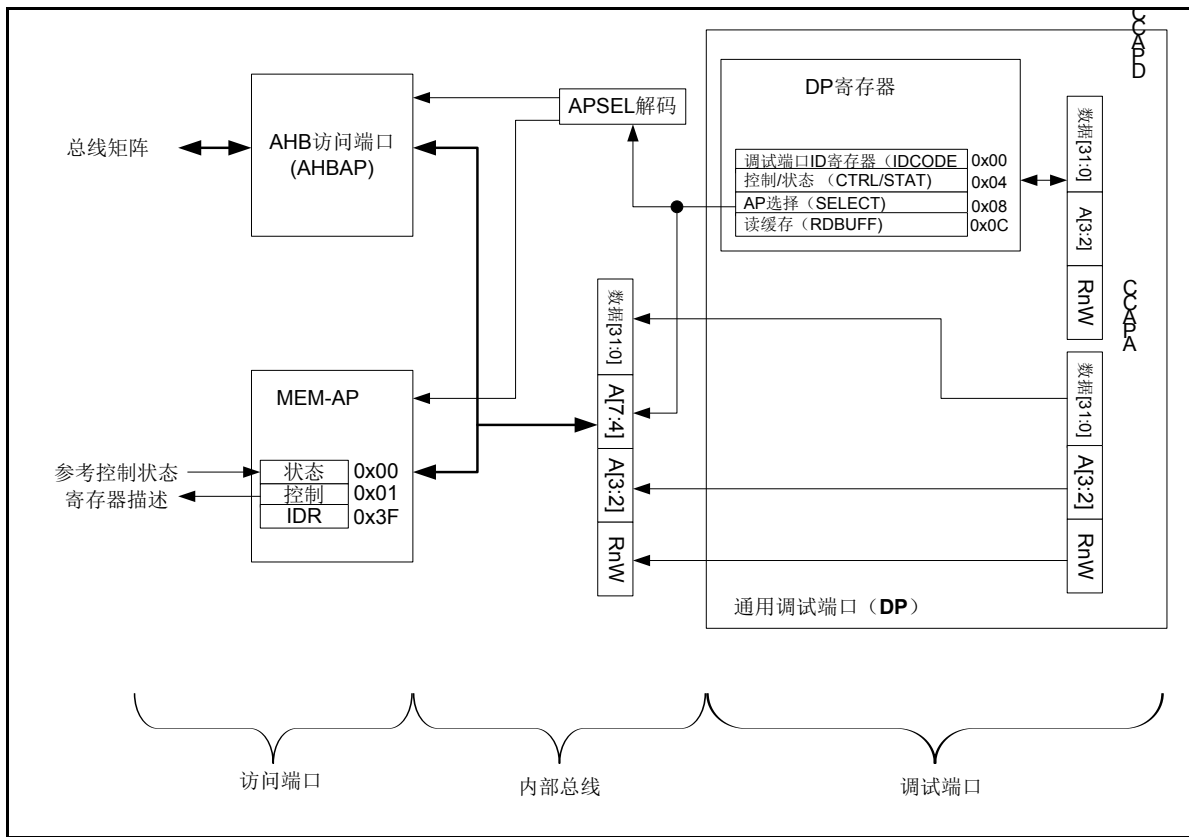 CCAPD
DP寄存器
APSEL解码
AHB访问端口
(AHBAP)
总线矩阵
调试端口ID寄存器（IDCODE 0x00
控制/状态 （CTRL/STAT) 0x04
AP选择（SELECT) 0x08
读缓存（RDBUFF) 0x0C
数据[31:0]
A[3:2]
RnW
CCAPA
数据[31:0]
A[7:4]
A[3:2]
RnW
数据[31:0]
A[3:2]
RnW
MEM-AP
参考控制状态
寄存器描述
状态 0x00
控制 0x01
IDR 0x3F
通用调试端口（DP）
访问端口
内部总线
调试端口